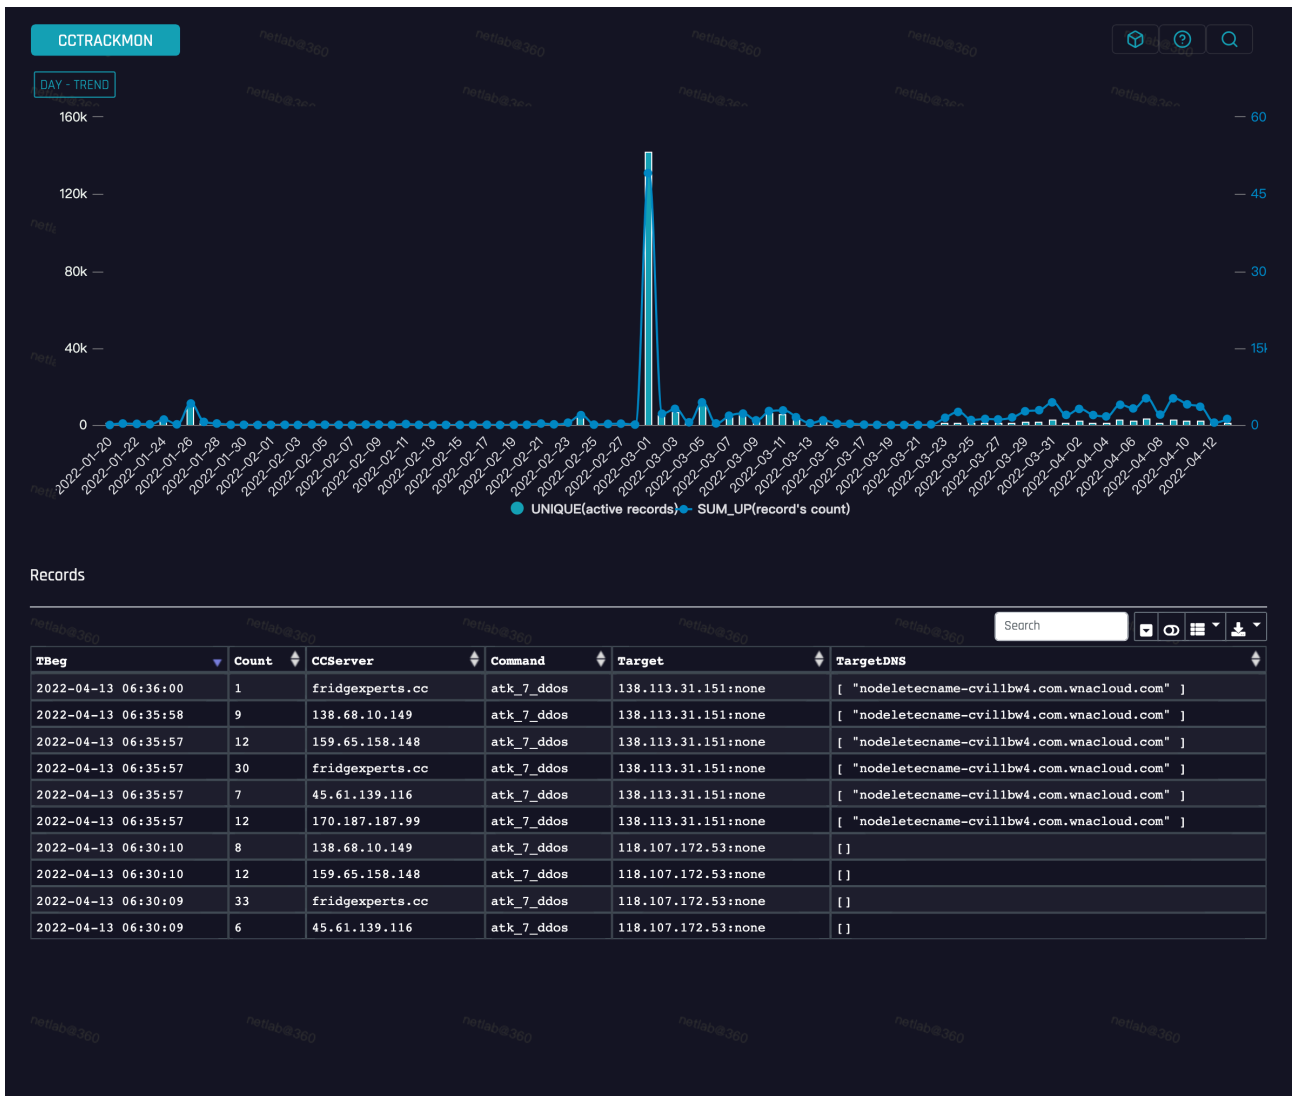 CCTRACKMON
DAY - TREND
160k
120k
80k
40k
0
60
45
30
15k
0
2022-01-20
2022-01-22
2022-01-24
2022-01-26
2022-01-28
2022-01-30
2022-02-01
2022-02-03
2022-02-05
2022-02-07
2022-02-09
2022-02-11
2022-02-13
2022-02-15
2022-02-17
2022-02-19
2022-02-21
2022-02-23
2022-02-25
2022-02-27
2022-03-01
2022-03-03
2022-03-05
2022-03-07
2022-03-09
2022-03-11
2022-03-13
2022-03-15
2022-03-17
2022-03-19
2022-03-21
2022-03-23
2022-03-25
2022-03-27
2022-03-29
2022-03-31
2022-04-02
2022-04-04
2022-04-06
2022-04-08
2022-04-10
2022-04-12
UNIQUE(active records) SUM_UP(record's count)
Records
Search
TBeg Count CCServer Command Target TargetDNS
2022-04-13 06:36:00 1 fridgexperts.cc atk_7_ddos 138.113.31.151:none [ "nodeletecname-cvil1bw4.com.wnacloud.com" ]
2022-04-13 06:35:58 9 138.68.10.149 atk_7_ddos 138.113.31.151:none [ "nodeletecname-cvil1bw4.com.wnacloud.com" ]
2022-04-13 06:35:57 12 159.65.158.148 atk_7_ddos 138.113.31.151:none [ "nodeletecname-cvil1bw4.com.wnacloud.com" ]
2022-04-13 06:35:57 30 fridgexperts.cc atk_7_ddos 138.113.31.151:none [ "nodeletecname-cvil1bw4.com.wnacloud.com" ]
2022-04-13 06:35:57 7 45.61.139.116 atk_7_ddos 138.113.31.151:none [ "nodeletecname-cvil1bw4.com.wnacloud.com" ]
2022-04-13 06:35:57 12 170.187.187.99 atk_7_ddos 138.113.31.151:none [ "nodeletecname-cvil1bw4.com.wnacloud.com" ]
2022-04-13 06:30:10 8 138.68.10.149 atk_7_ddos 118.107.172.53:none []
2022-04-13 06:30:10 12 159.65.158.148 atk_7_ddos 118.107.172.53:none []
2022-04-13 06:30:09 33 fridgexperts.cc atk_7_ddos 118.107.172.53:none []
2022-04-13 06:30:09 6 45.61.139.116 atk_7_ddos 118.107.172.53:none []
netlab@360